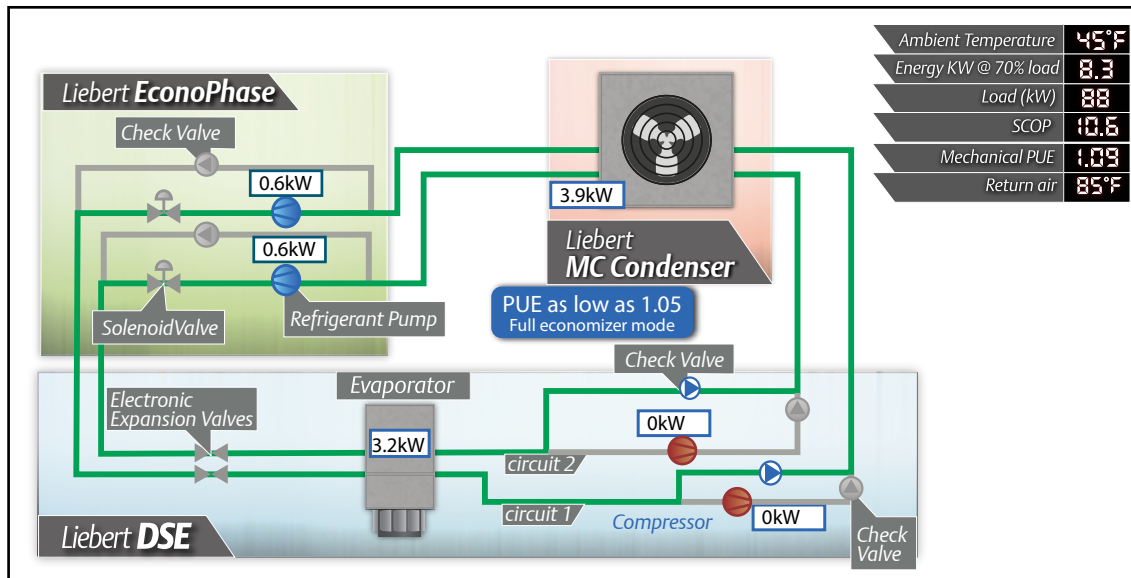 Ambient Temperature 45°F
Energy KW @ 70% load 8.3
Load (kW) 88
SCOP 10.6
Mechanical PUE 1.09
Return air 85°F
Liebert EconoPhase
Check Valve
0.6kW
0.6kW
SolenoidValve
Refrigerant Pump
3.9kW
Liebert
MC Condenser
PUE as low as 1.05
Full economizer mode
Check Valve
Evaporator
Electronic
Expansion Valves
3.2kW
0kW
circuit 2
circuit 1
Compressor
0kW
Check
Valve
Liebert DSE